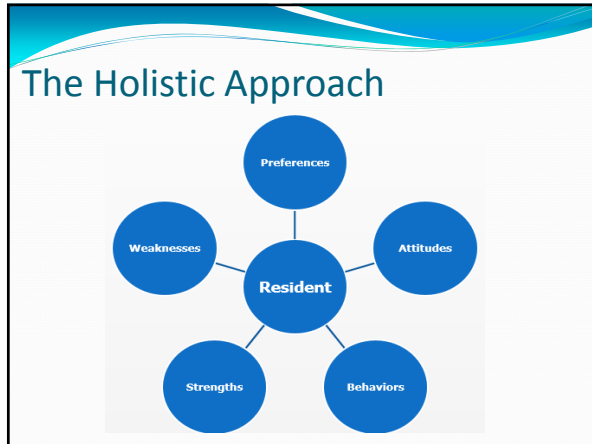 The Holistic Approach
Preferences
Weaknesses
Attitudes
Resident
Strengths
Behaviors